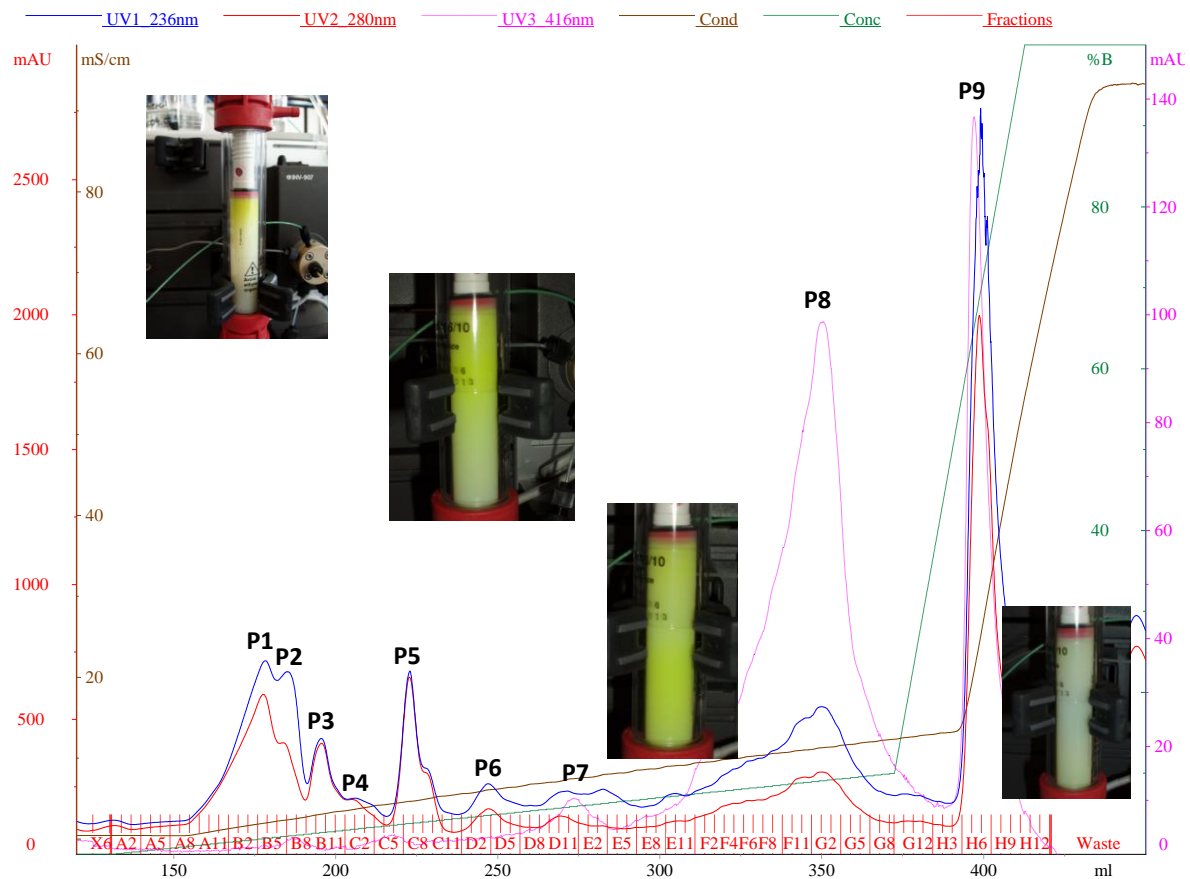 UV1_236nm UV2_280nm UV3_416nm Cond Conc Fractions
mAU mS/cm %B mAU
P9
140
2500 80 80 120
P8
2000 100
60 60
80
1500
40 40 60
1000
P1 P2 P5 40
P3 20
500 P4 P6 P7 20
0 X6 A2 A5 A8 A11 B2 B5 B8 B11 C2 C5 C8 C11 D2 D5 D8 D11 E2 E5 E8 E11 F2 F4 F6 F8 F11 G2 G5 G8 G12 H3 H6 H9 H12 Waste 0
150 200 250 300 350 400 ml